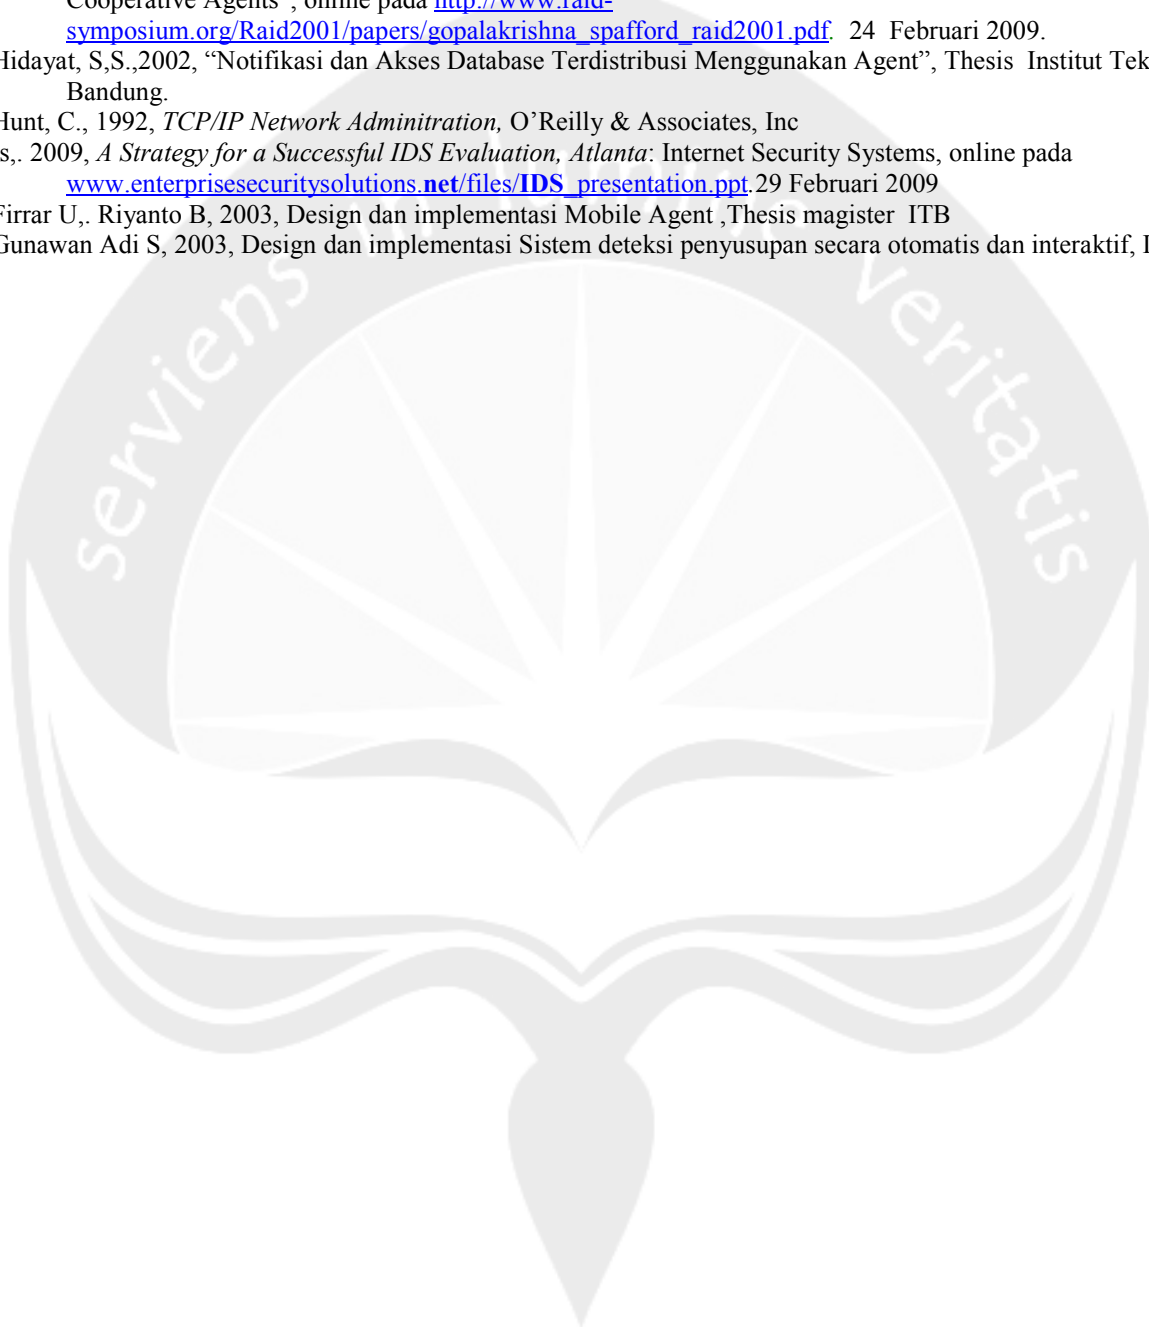 Cooperative Agents", online pada http://www.raid-
symposium.org/Raid2001/papers/gopalakrishna_spafford_raid2001.pdf. 24 Februari 2009.
Hidayat, S,S.,2002, “Notifikasi dan Akses Database Terdistribusi Menggunakan Agent”, Thesis Institut Tek
Bandung.
Hunt, C., 1992, TCP/IP Network Adminitration, O’Reilly & Associates, Inc
s,. 2009, A Strategy for a Successful IDS Evaluation, Atlanta: Internet Security Systems, online pada
www.enterprisesecuritysolutions.net/files/IDS_presentation.ppt.29 Februari 2009
Firrar U,. Riyanto B, 2003, Design dan implementasi Mobile Agent ,Thesis magister ITB
Gunawan Adi S, 2003, Design dan implementasi Sistem deteksi penyusupan secara otomatis dan interaktif, I
serviens in lumine veritatis